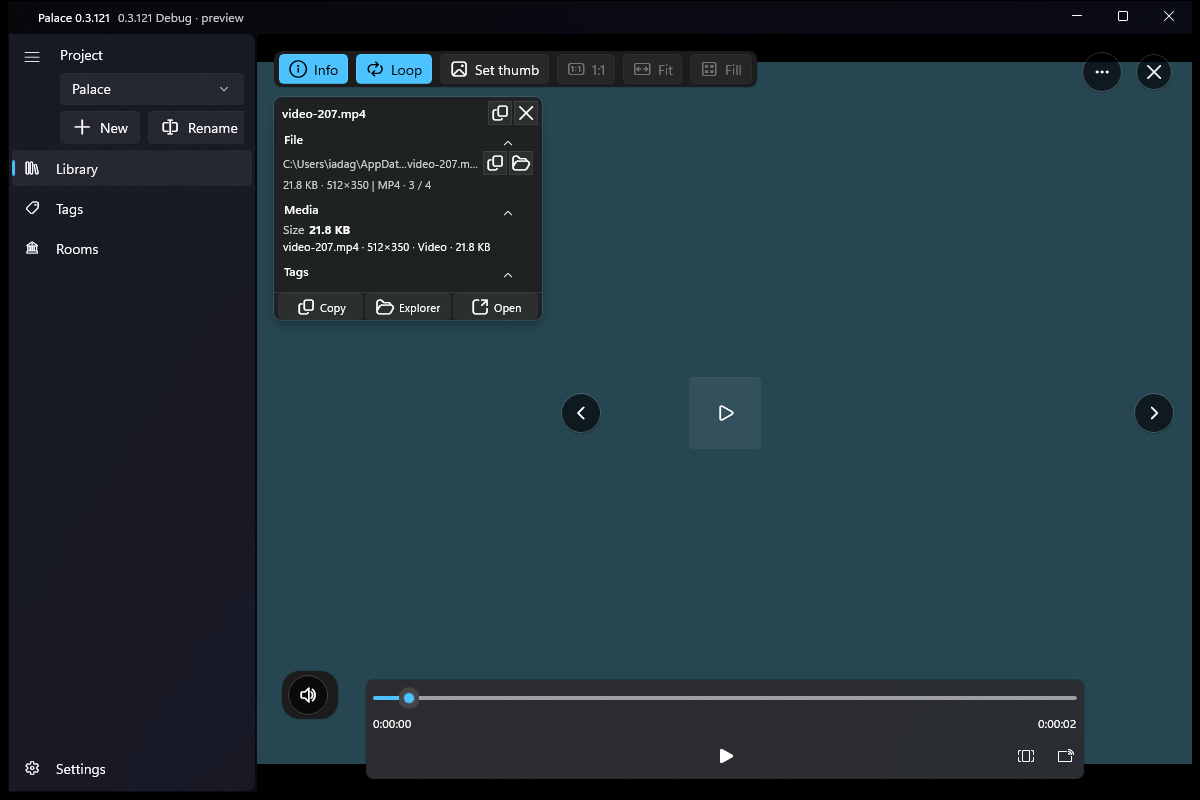 Palace 0.3.121 0.3.121 Debug · preview
Project
Palace
New
Rename
Library
Tags
Rooms
Settings
Info
Loop
Set thumb
1:1 1:1
Fit
Fill
video-207.mp4
File
C:\Users\iadag\AppDat...video-207.m...
21.8 KB · 512×350 | MP4 · 3 / 4
Media
Size 21.8 KB
video-207.mp4 · 512×350 · Video · 21.8 KB
Tags
Copy
Explorer
Open
0:00:00
0:00:02